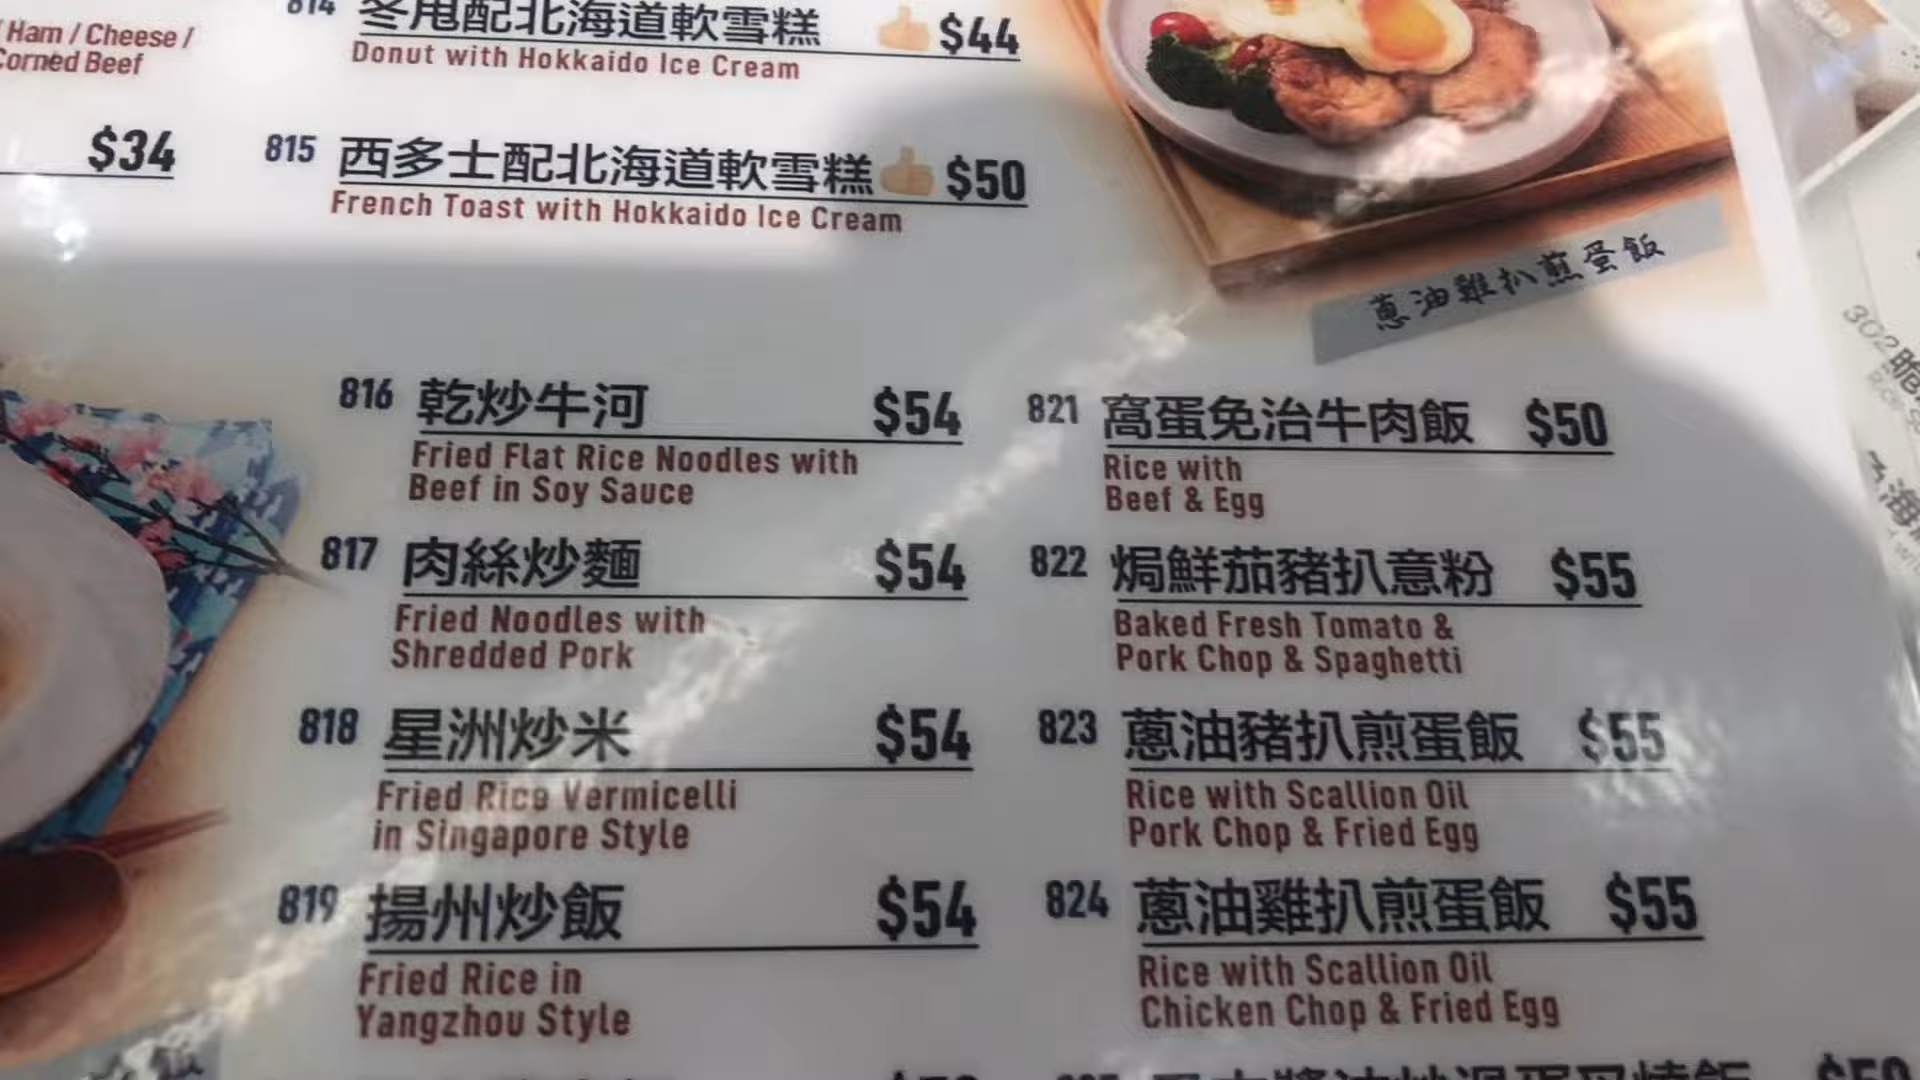 Ham / Cheese /
Corned Beef
$34
814 冬甩配北海道軟雪糕 $44
Donut with Hokkaido Ice Cream
815 西多士配北海道軟雪糕 $50
French Toast with Hokkaido Ice Cream
蔥油雞扒煎蛋飯
816 乾炒牛河 $54
Fried Flat Rice Noodles with
Beef in Soy Sauce
817 肉絲炒麵 $54
Fried Noodles with
Shredded Pork
818 星洲炒米 $54
Fried Rice Vermicelli
in Singapore Style
819 揚州炒飯 $54
Fried Rice in
Yangzhou Style
821 窩蛋免治牛肉飯 $50
Rice with
Beef & Egg
822 焗鮮茄豬扒意粉 $55
Baked Fresh Tomato &
Pork Chop & Spaghetti
823 蔥油豬扒煎蛋飯 $55
Rice with Scallion Oil
Pork Chop & Fried Egg
824 蔥油雞扒煎蛋飯 $55
Rice with Scallion Oil
Chicken Chop & Fried Egg
302脆